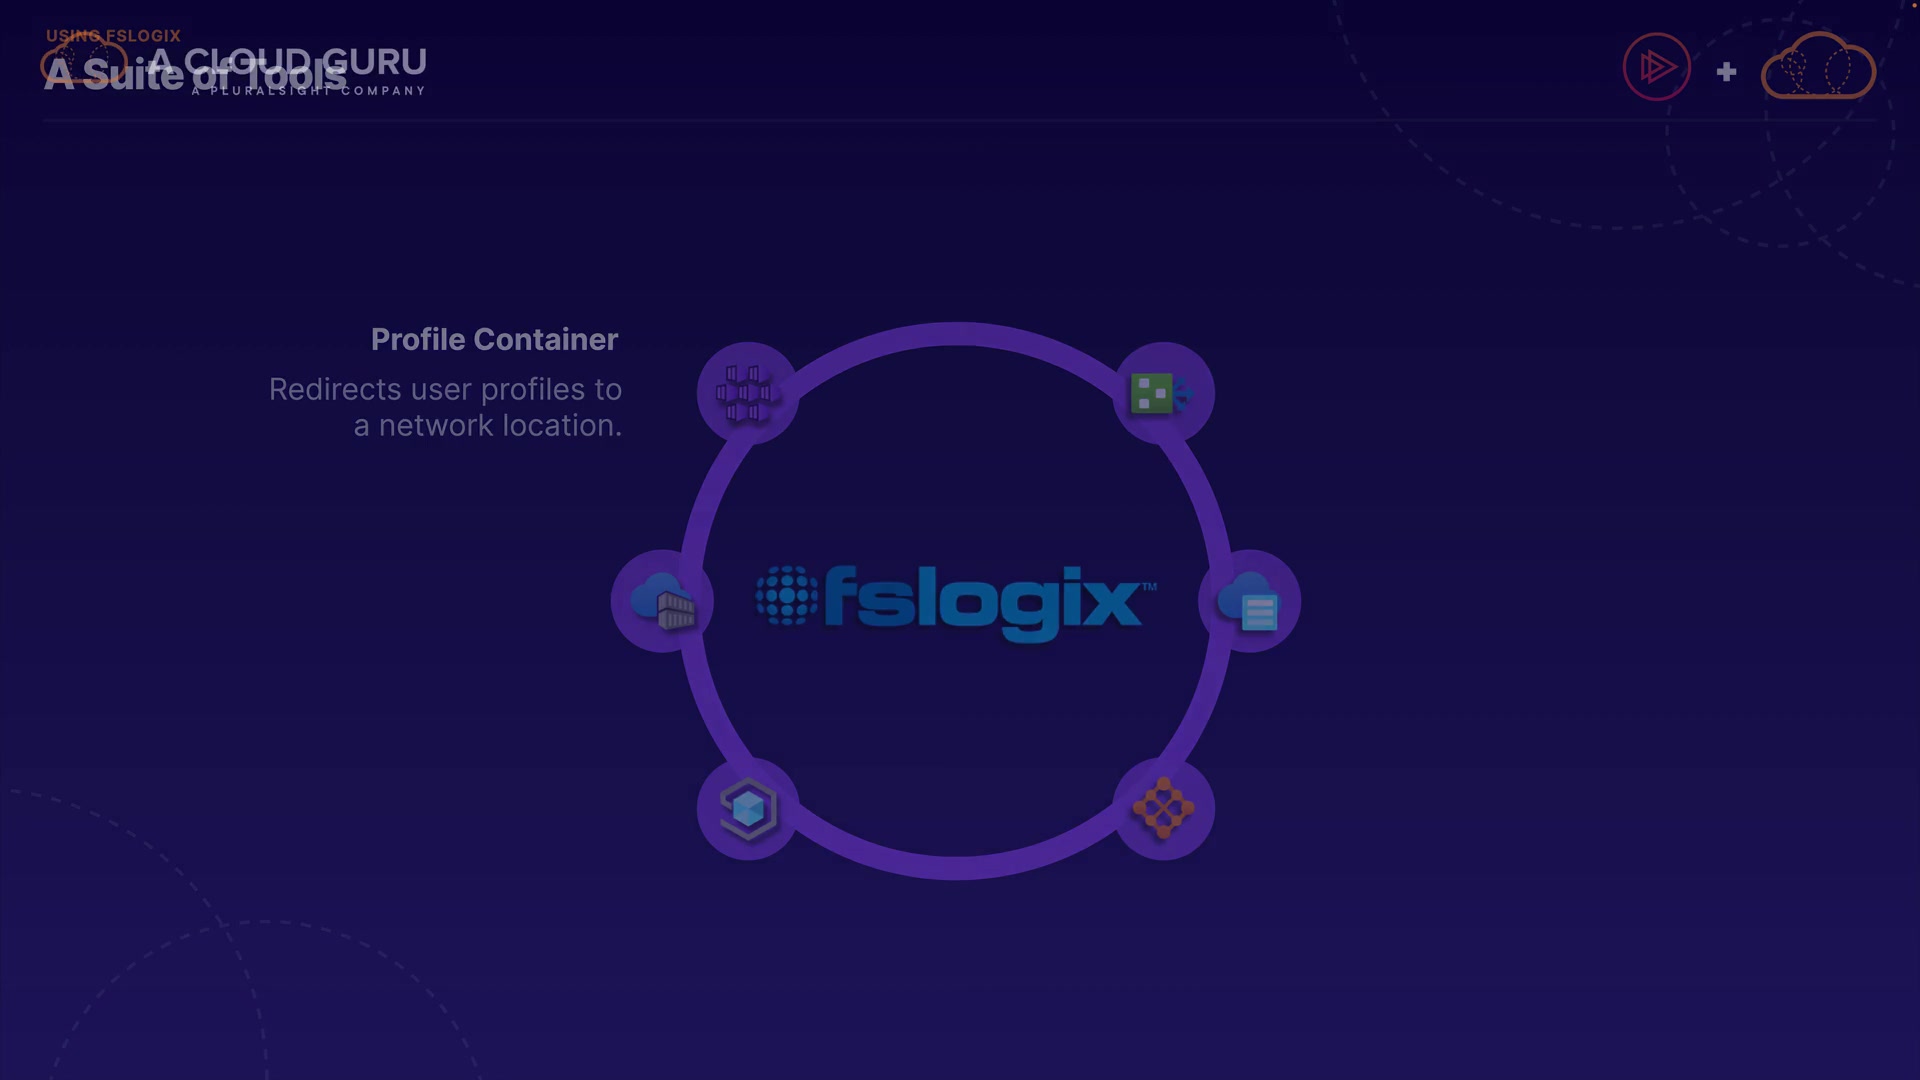 USING FSLOGIX
A Suite of Tools
A CLOUD GURU
A PLURALSIGHT COMPANY
Profile Container
Redirects user profiles to
a network location.
fslogix™